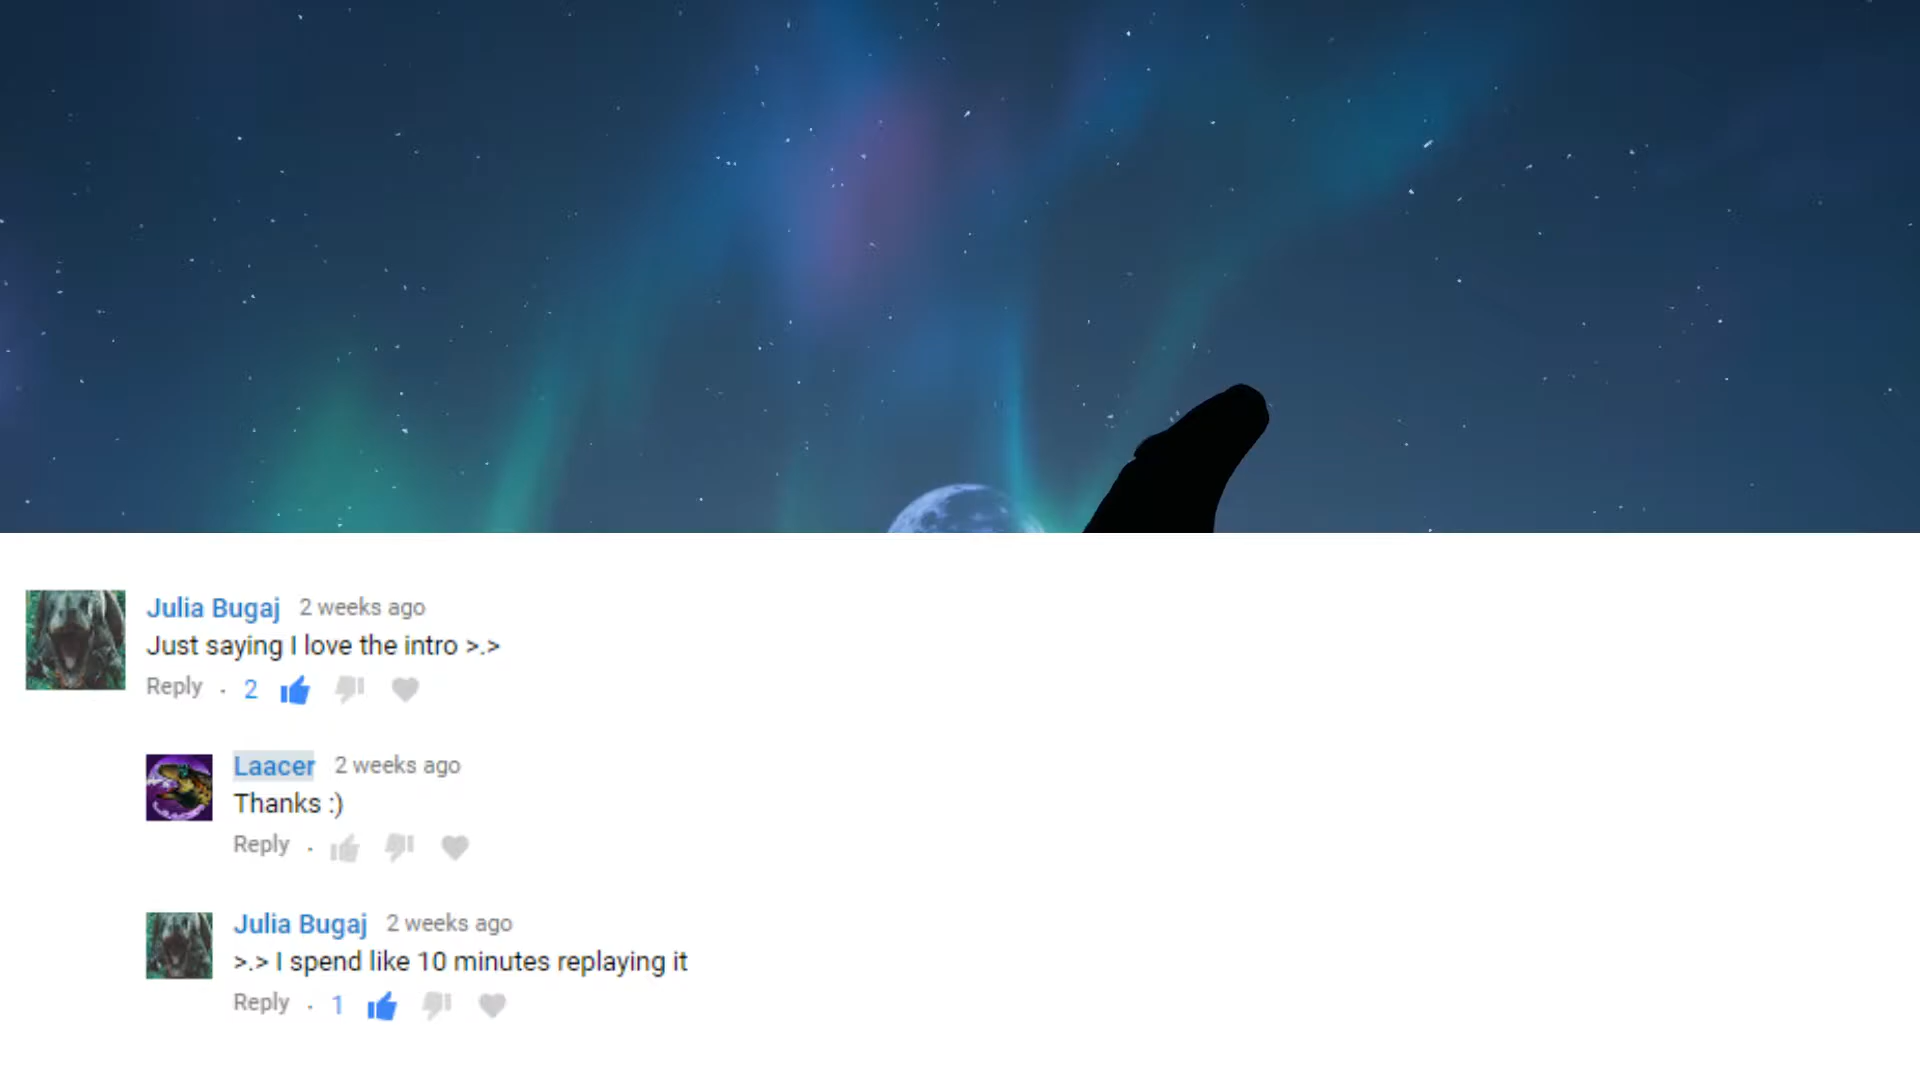 Julia Bugaj 2 weeks ago
Just saying I love the intro >.>
Reply . 2
Laacer 2 weeks ago
Thanks :)
Reply .
Julia Bugaj 2 weeks ago
>.> I spend like 10 minutes replaying it
Reply . 1